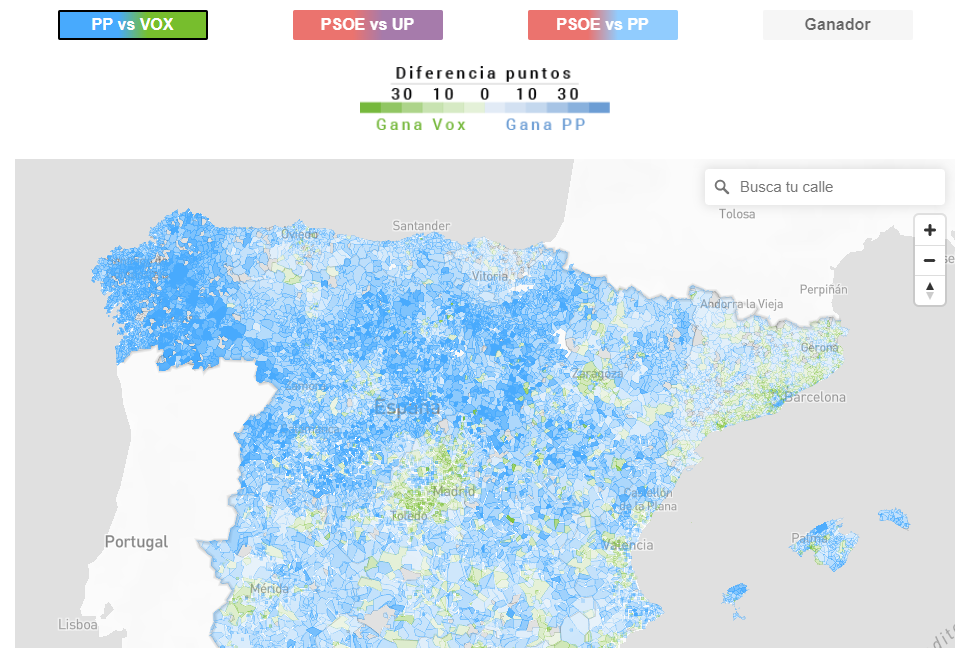 PP vs VOX
PSOE vs UP
PSOE vs PP
Ganador
Diferencia puntos
30 10 0 10 30
Gana Vox
Gana PP
Busca tu calle
Tolosa
+
−
Santander
Oviedo
Vitoria
Andorra la Vieja
Perpiñán
Gerona
Zaragoza
Barcelona
España
Madrid
Toledo
Castellón
de la Plana
Valencia
Palma
Portugal
Mérida
Lisboa